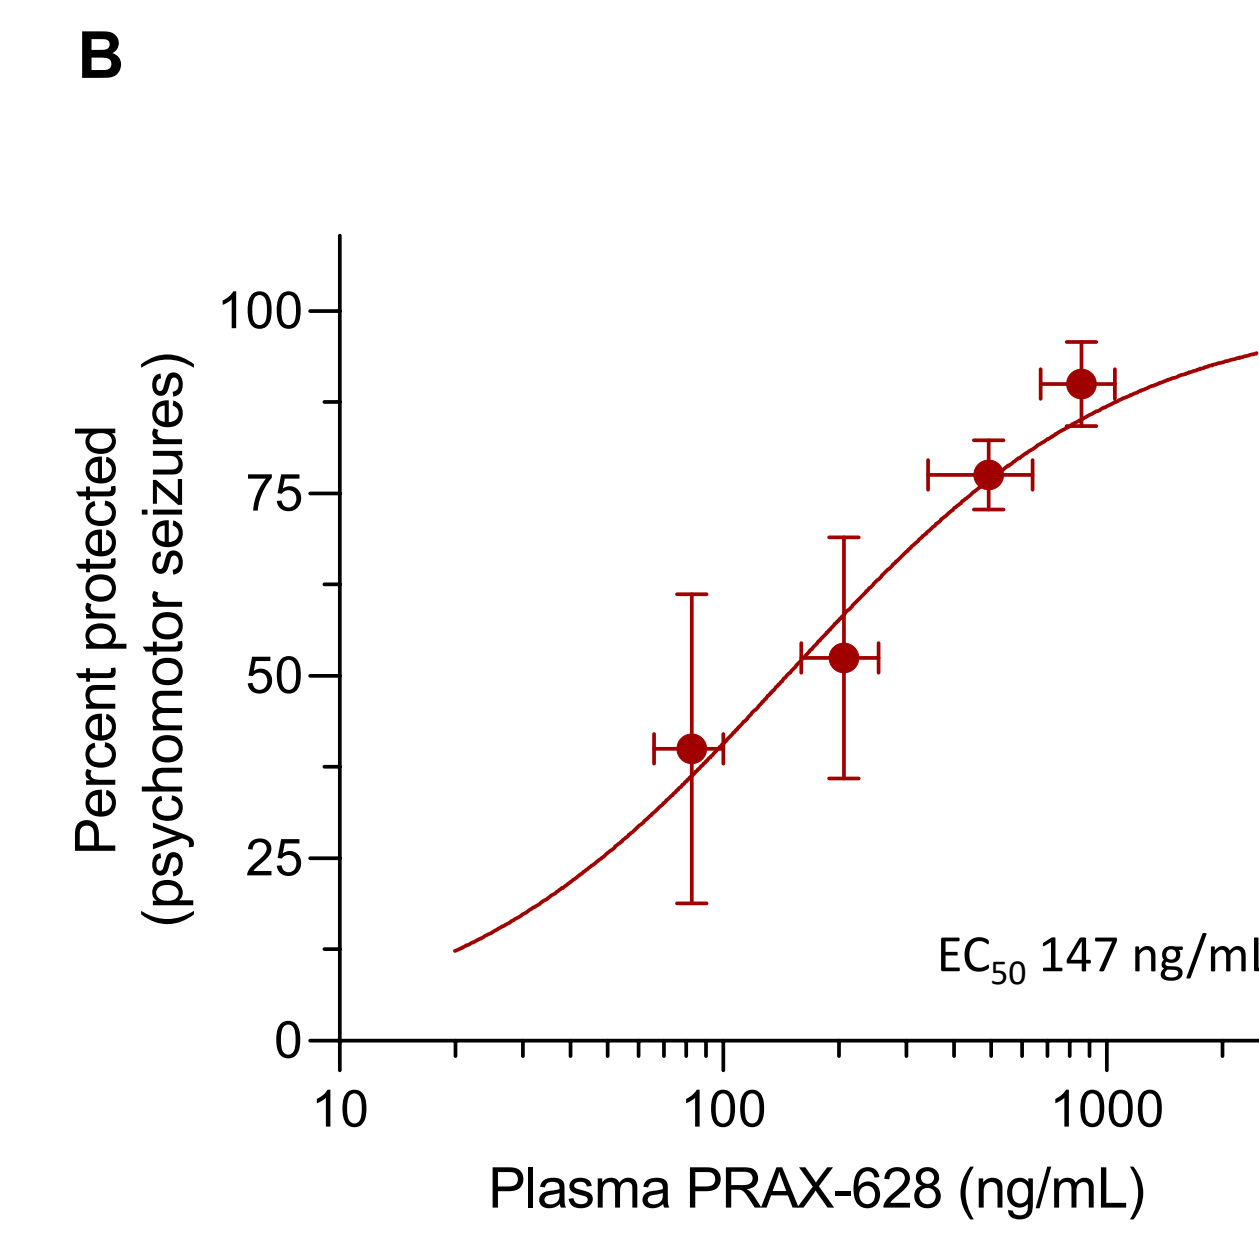 B
Percent protected
(psychomotor seizures)
100
75
50
25
0
EC₅₀ 147 ng/mL
10 100 1000
Plasma PRAX-628 (ng/mL)